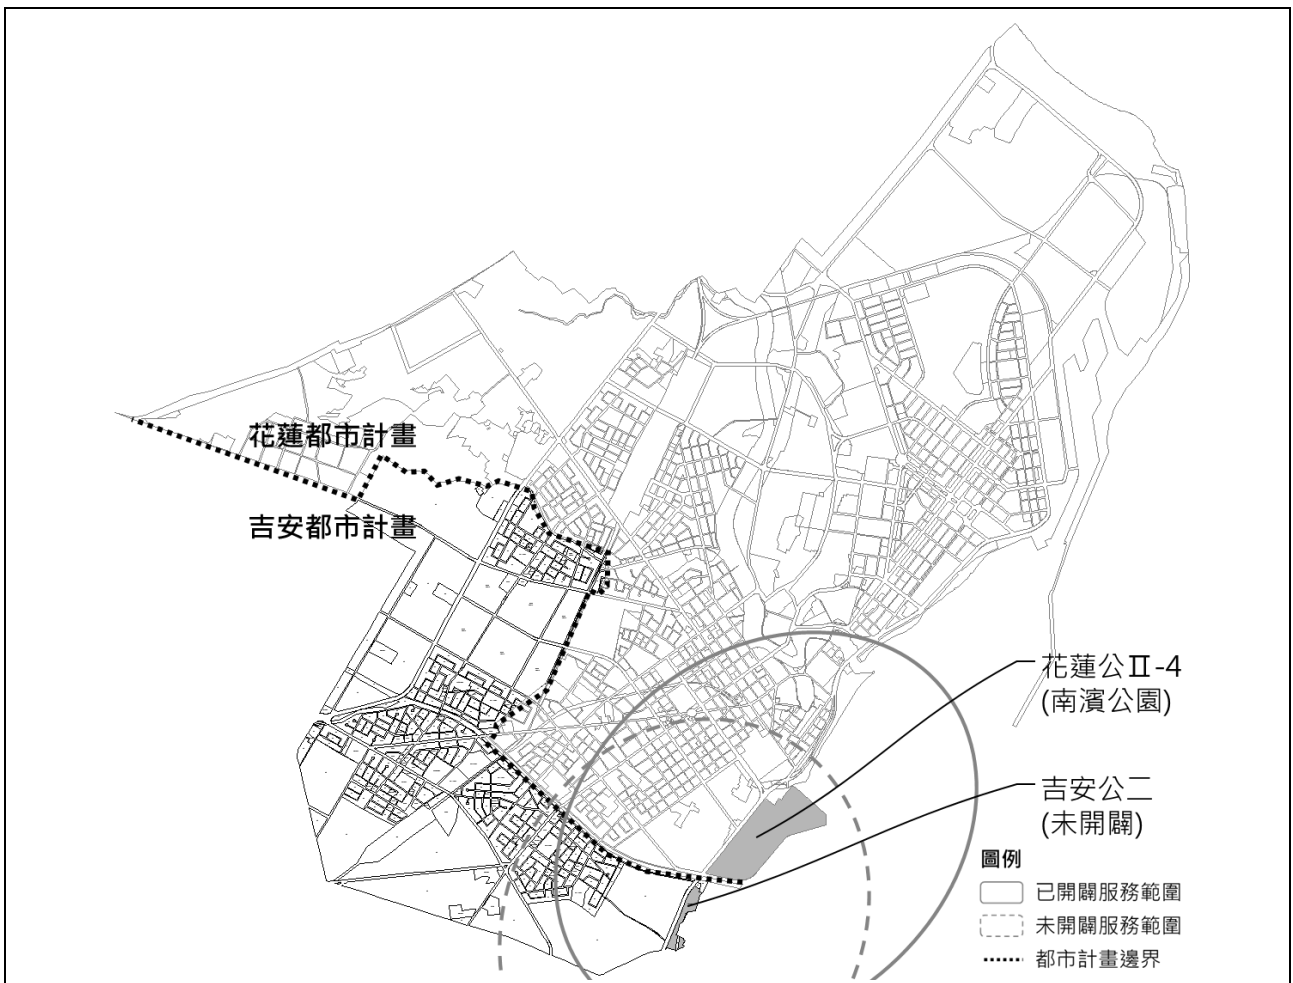 花蓮都市計畫
吉安都市計畫
花蓮公Ⅱ-4
(南濱公園)
吉安公二
(未開闢)
圖例
已開闢服務範圍
未開闢服務範圍
都市計畫邊界